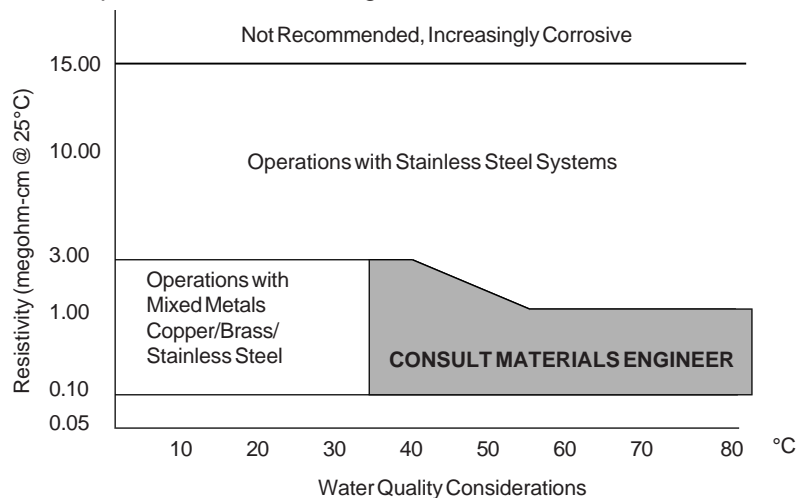 Not Recommended, Increasingly Corrosive
15.00
10.00
Operations with Stainless Steel Systems
3.00
Operations with
Mixed Metals
Copper/Brass/
Stainless Steel
1.00
CONSULT MATERIALS ENGINEER
0.10
0.05
Resistivity (megohm-cm @ 25°C)
10 20 30 40 50 60 70 80 °C
Water Quality Considerations